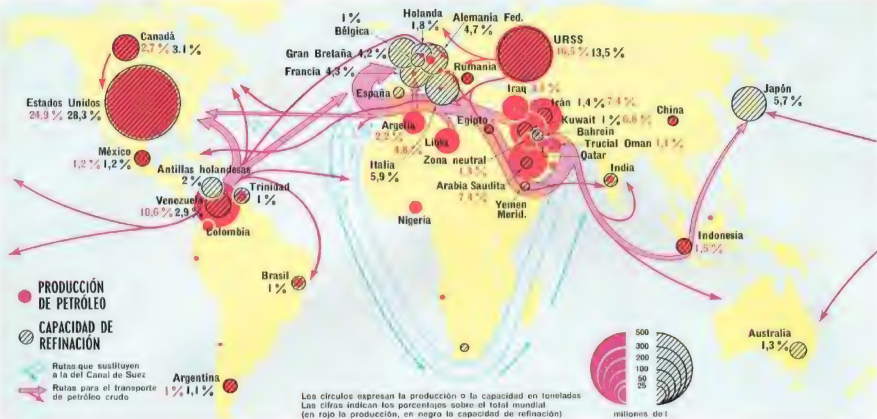 Canadá
2,7 % 3,1 %
Estados Unidos
24,9 % 28,3 %
México
1,2 % 1,2 %
Antillas holandesas
2 %
Venezuela
10,6 % 2,9 %
Trinidad
1 %
Colombia
Brasil
1 %
Argentina
1 % 1,1 %
1 %
Bélgica
Holanda
1,8 %
Alemania Fed.
4,7 %
Gran Bretaña 4,2 %
Francia 4,3 %
España
Rumania
URSS
16,5 % 13,5 %
Argelia
2,2 %
Libia
4,8 %
Italia
5,9 %
Egipto
Iraq
Irán 1,4 % 7,4 %
Kuwait 1 % 6,8 %
Bahrein
Trucial Oman 1,1 %
Qatar
Zona neutral
1,3 %
Arabia Saudita
7,4 %
Yemen
Merid.
Nigeria
India
China
Japón
5,7 %
Indonesia
1,5 %
Australia
1,3 %
PRODUCCIÓN
DE PETRÓLEO
CAPACIDAD DE
REFINACIÓN
Rutas que sustituyen
a la del Canal de Suez
Rutas para el transporte
de petróleo crudo
Los círculos expresan la producción o la capacidad en toneladas
Las cifras indican los porcentajes sobre el total mundial
(en rojo la producción, en negro la capacidad de refinación)
500
300
200
100
50
25
millones de t